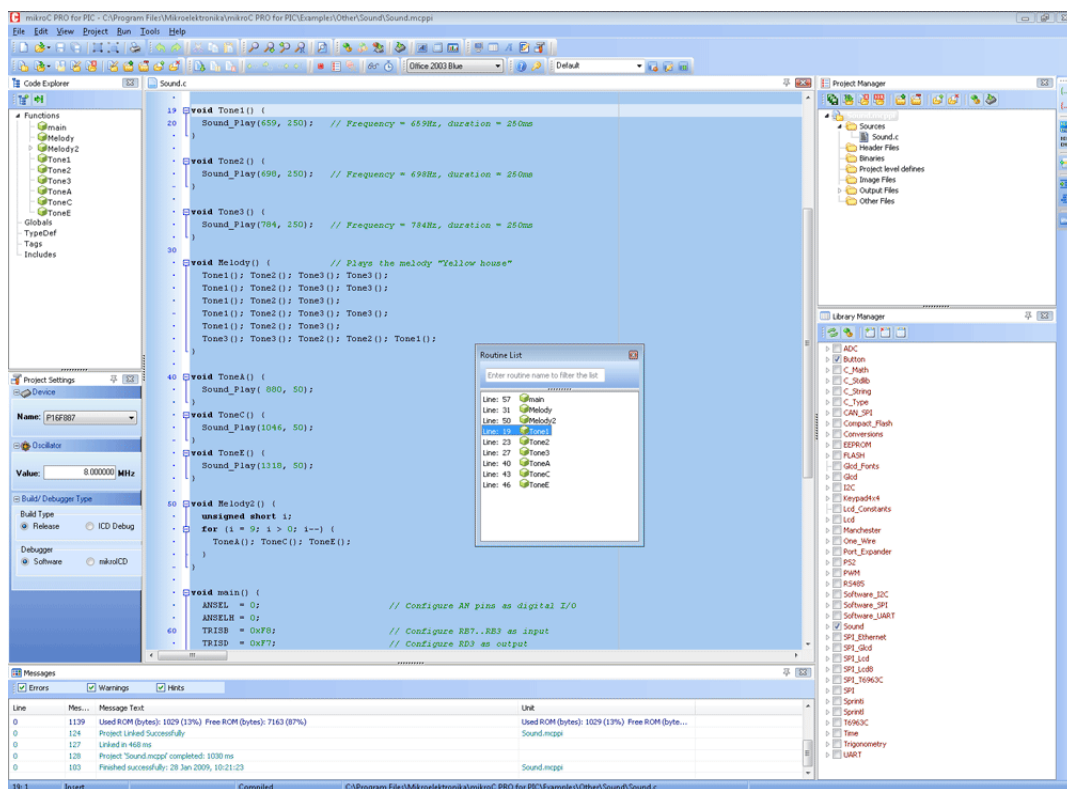 mikroC PRO for PIC - C:\Program Files\Mikroelektronika\mikroC PRO for PIC\Examples\Other\Sound\Sound.mcppi
File Edit View Project Run Tools Help
Office 2003 Blue
Default
Code Explorer
Functions
main
Melody
Melody2
Tone1
Tone2
Tone3
ToneA
ToneC
ToneE
Globals
TypeDef
Tags
Includes
Project Settings
Device
Name: P16F887
Oscillator
Value: 8.000000 MHz
Build/ Debugger Type
Build Type
Release ICD Debug
Debugger
Software mikroICD
Sound.c
19 void Tone1() {
20 Sound_Play(659, 250); // Frequency = 659Hz, duration = 250ms
}
void Tone2() {
Sound_Play(698, 250); // Frequency = 698Hz, duration = 250ms
}
void Tone3() {
Sound_Play(784, 250); // Frequency = 784Hz, duration = 250ms
}
30
void Melody() { // Plays the melody "Yellow house"
Tone1(); Tone2(); Tone3(); Tone3();
Tone1(); Tone2(); Tone3(); Tone3();
Tone1(); Tone2(); Tone3();
Tone1(); Tone2(); Tone3(); Tone3();
Tone1(); Tone2(); Tone3();
Tone3(); Tone3(); Tone2(); Tone2(); Tone1();
}
40 void ToneA() {
Sound_Play( 880, 50);
}
void ToneC() {
Sound_Play(1046, 50);
}
void ToneE() {
Sound_Play(1318, 50);
}
50 void Melody2() {
unsigned short i;
for (i = 9; i > 0; i--) {
ToneA(); ToneC(); ToneE();
}
}
void main() {
ANSEL = 0; // Configure AN pins as digital I/O
ANSELH = 0;
60 TRISB = 0xF8; // Configure RB7..RB3 as input
TRISD = 0xF7; // Configure RD3 as output
Routine List
Enter routine name to filter the list
Line: 57 main
Line: 31 Melody
Line: 50 Melody2
Line: 19 Tone1
Line: 23 Tone2
Line: 27 Tone3
Line: 40 ToneA
Line: 43 ToneC
Line: 46 ToneE
Project Manager
Sources
Sound.c
Header Files
Binaries
Project level defines
Image Files
Output Files
Other Files
Library Manager
ADC
Button
C_Math
C_Stdlib
C_String
C_Type
CAN_SPI
Compact_Flash
Conversions
EEPROM
FLASH
Glcd_Fonts
Glcd
I2C
Keypad4x4
Lcd_Constants
Lcd
Manchester
One_Wire
Port_Expander
PS2
PWM
RS485
Software_I2C
Software_SPI
Software_UART
Sound
SPI_Ethernet
SPI_Glcd
SPI_Lcd
SPI_Lcd8
SPI_T6963C
SPI
Sprinti
Sprintl
T6963C
Time
Trigonometry
UART
Messages
Errors Warnings Hints
Line Mes... Message Text Unit
0 1139 Used ROM (bytes): 1029 (13%) Free ROM (bytes): 7163 (87%) Used ROM (bytes): 1029 (13%) Free ROM (byte...
0 124 Project Linked Successfully Sound.mcppi
0 127 Linked in 468 ms
0 128 Project 'Sound.mcppi' completed: 1038 ms
0 103 Finished successfully: 28 Jan 2009, 10:21:23 Sound.mcppi
19: 1 Insert Compiled C:\Program Files\Mikroelektronika\mikroC PRO for PIC\Examples\Other\Sound\Sound.c